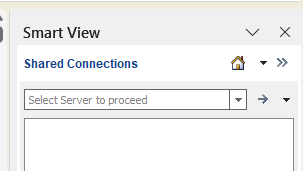 Smart View
Shared Connections
Select Server to proceed